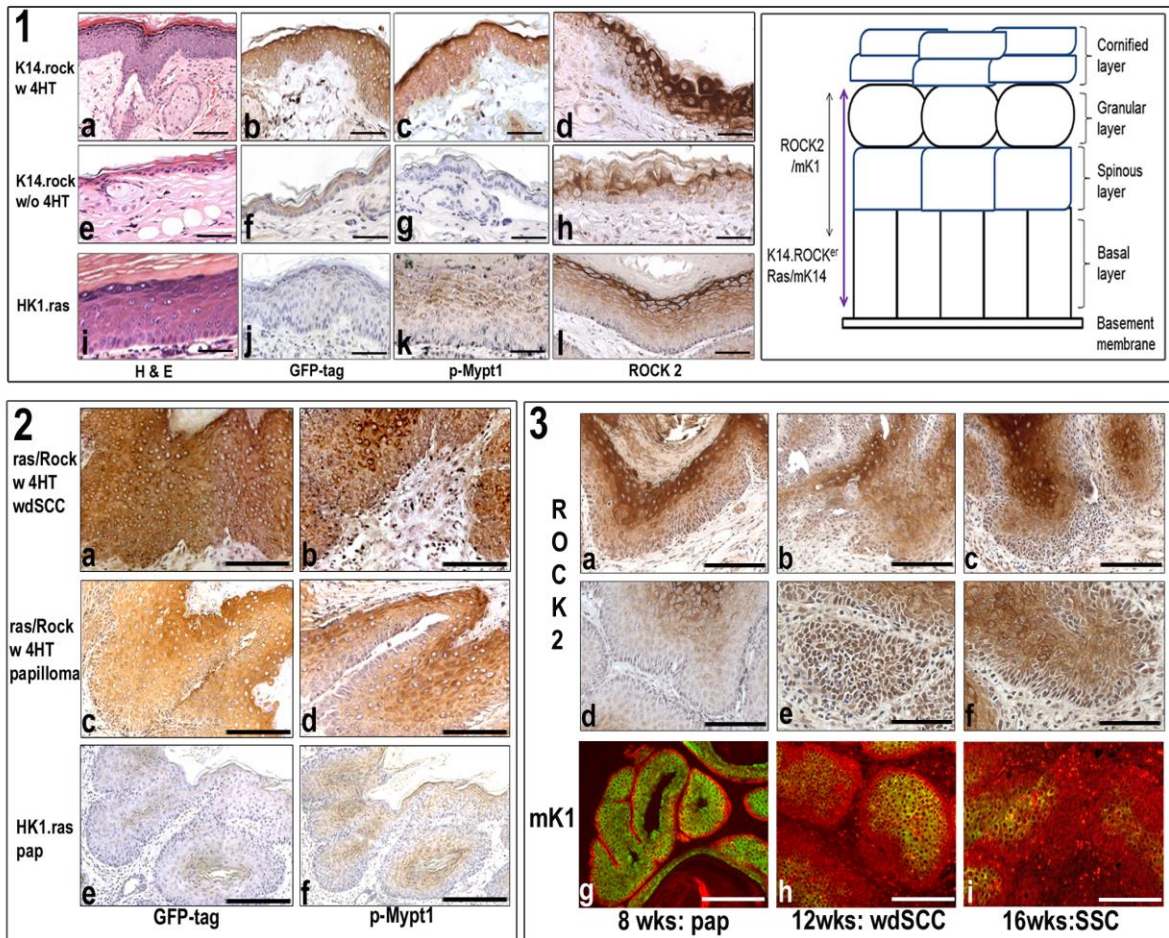 1
K14.rock
w 4HT
a
b
c
d
K14.rock
w/o 4HT
e
f
g
h
HK1.ras
i
j
k
l
H & E
GFP-tag
p-Mypt1
ROCK 2
Cornified
layer
Granular
layer
ROCK2
/mK1
Spinous
layer
K14.ROCKer
Ras/mK14
Basal
layer
Basement
membrane
2
ras/Rock
w 4HT
wdSCC
a
b
ras/Rock
w 4HT
papilloma
c
d
HK1.ras
pap
e
f
GFP-tag
p-Mypt1
3
R
O
C
K
2
a
b
c
d
e
f
mK1
g
h
i
8 wks: pap
12wks: wdSCC
16wks:SSC